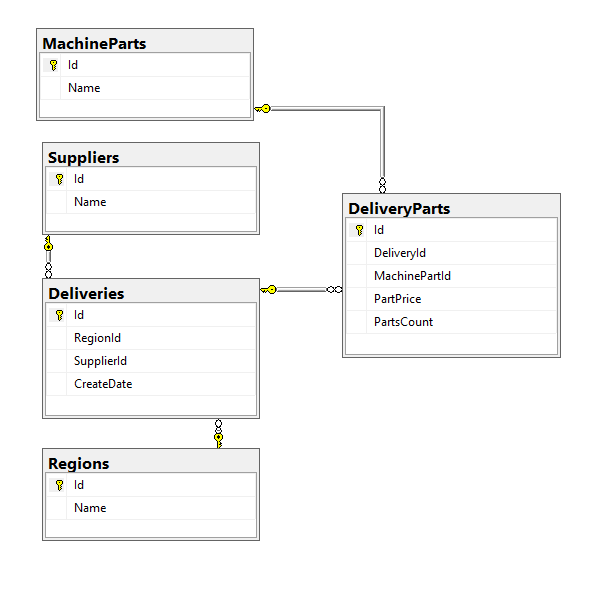 MachineParts
Id
Name
Suppliers
Id
Name
Deliveries
Id
RegionId
SupplierId
CreateDate
Regions
Id
Name
DeliveryParts
Id
DeliveryId
MachinePartId
PartPrice
PartsCount